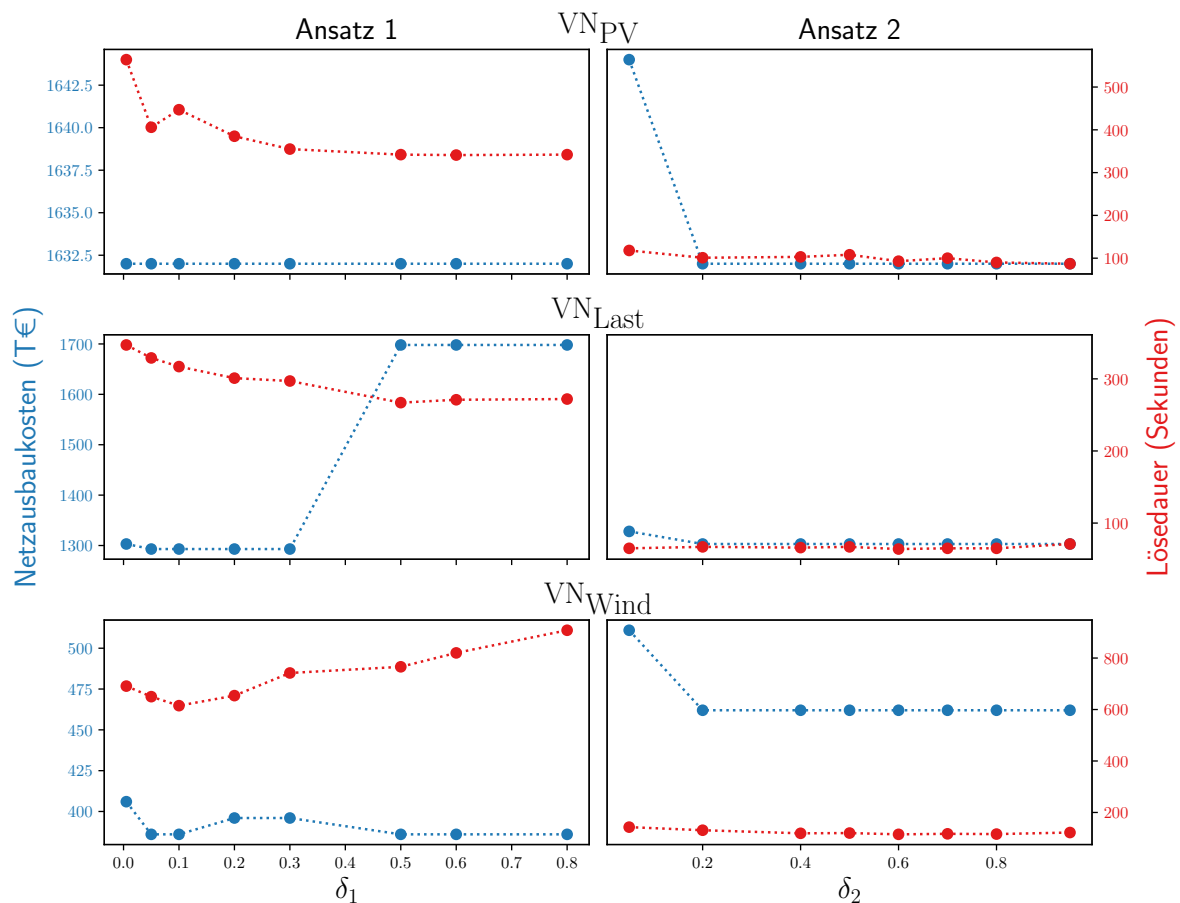 VN_PV
Ansatz 1
Ansatz 2
1642.5
1640.0
1637.5
1635.0
1632.5
500
400
300
200
100
VN_Last
1700
1600
1500
1400
1300
300
200
100
VN_Wind
500
475
450
425
400
800
600
400
200
Netzausbaukosten (T€)
Lösedauer (Sekunden)
0.0 0.1 0.2 0.3 0.4 0.5 0.6 0.7 0.8
0.2 0.4 0.6 0.8
δ₁
δ₂